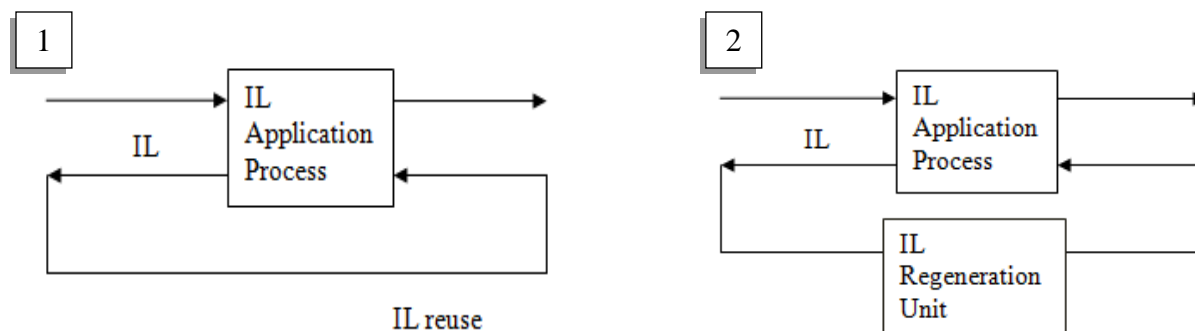 1
IL
Application
Process
IL
IL reuse
2
IL
Application
Process
IL
IL
Regeneration
Unit